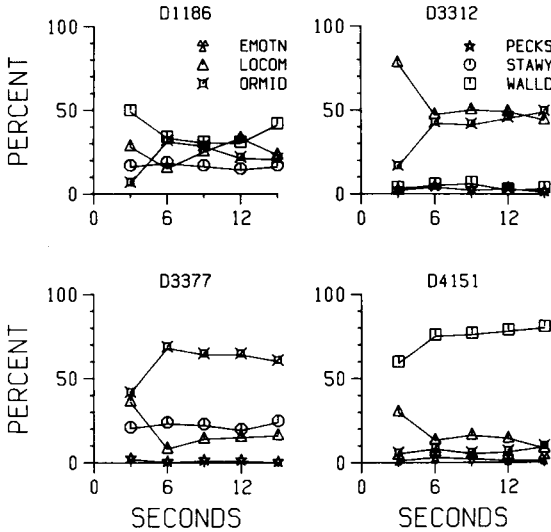 D1186
D3312
EMOTN
LOCOM
ORMID
PECKS
STAWY
WALLD
PERCENT
100
50
0
0 6 12
100
50
0
0 6 12
D3377
D4151
PERCENT
100
50
0
0 6 12
SECONDS
100
50
0
0 6 12
SECONDS